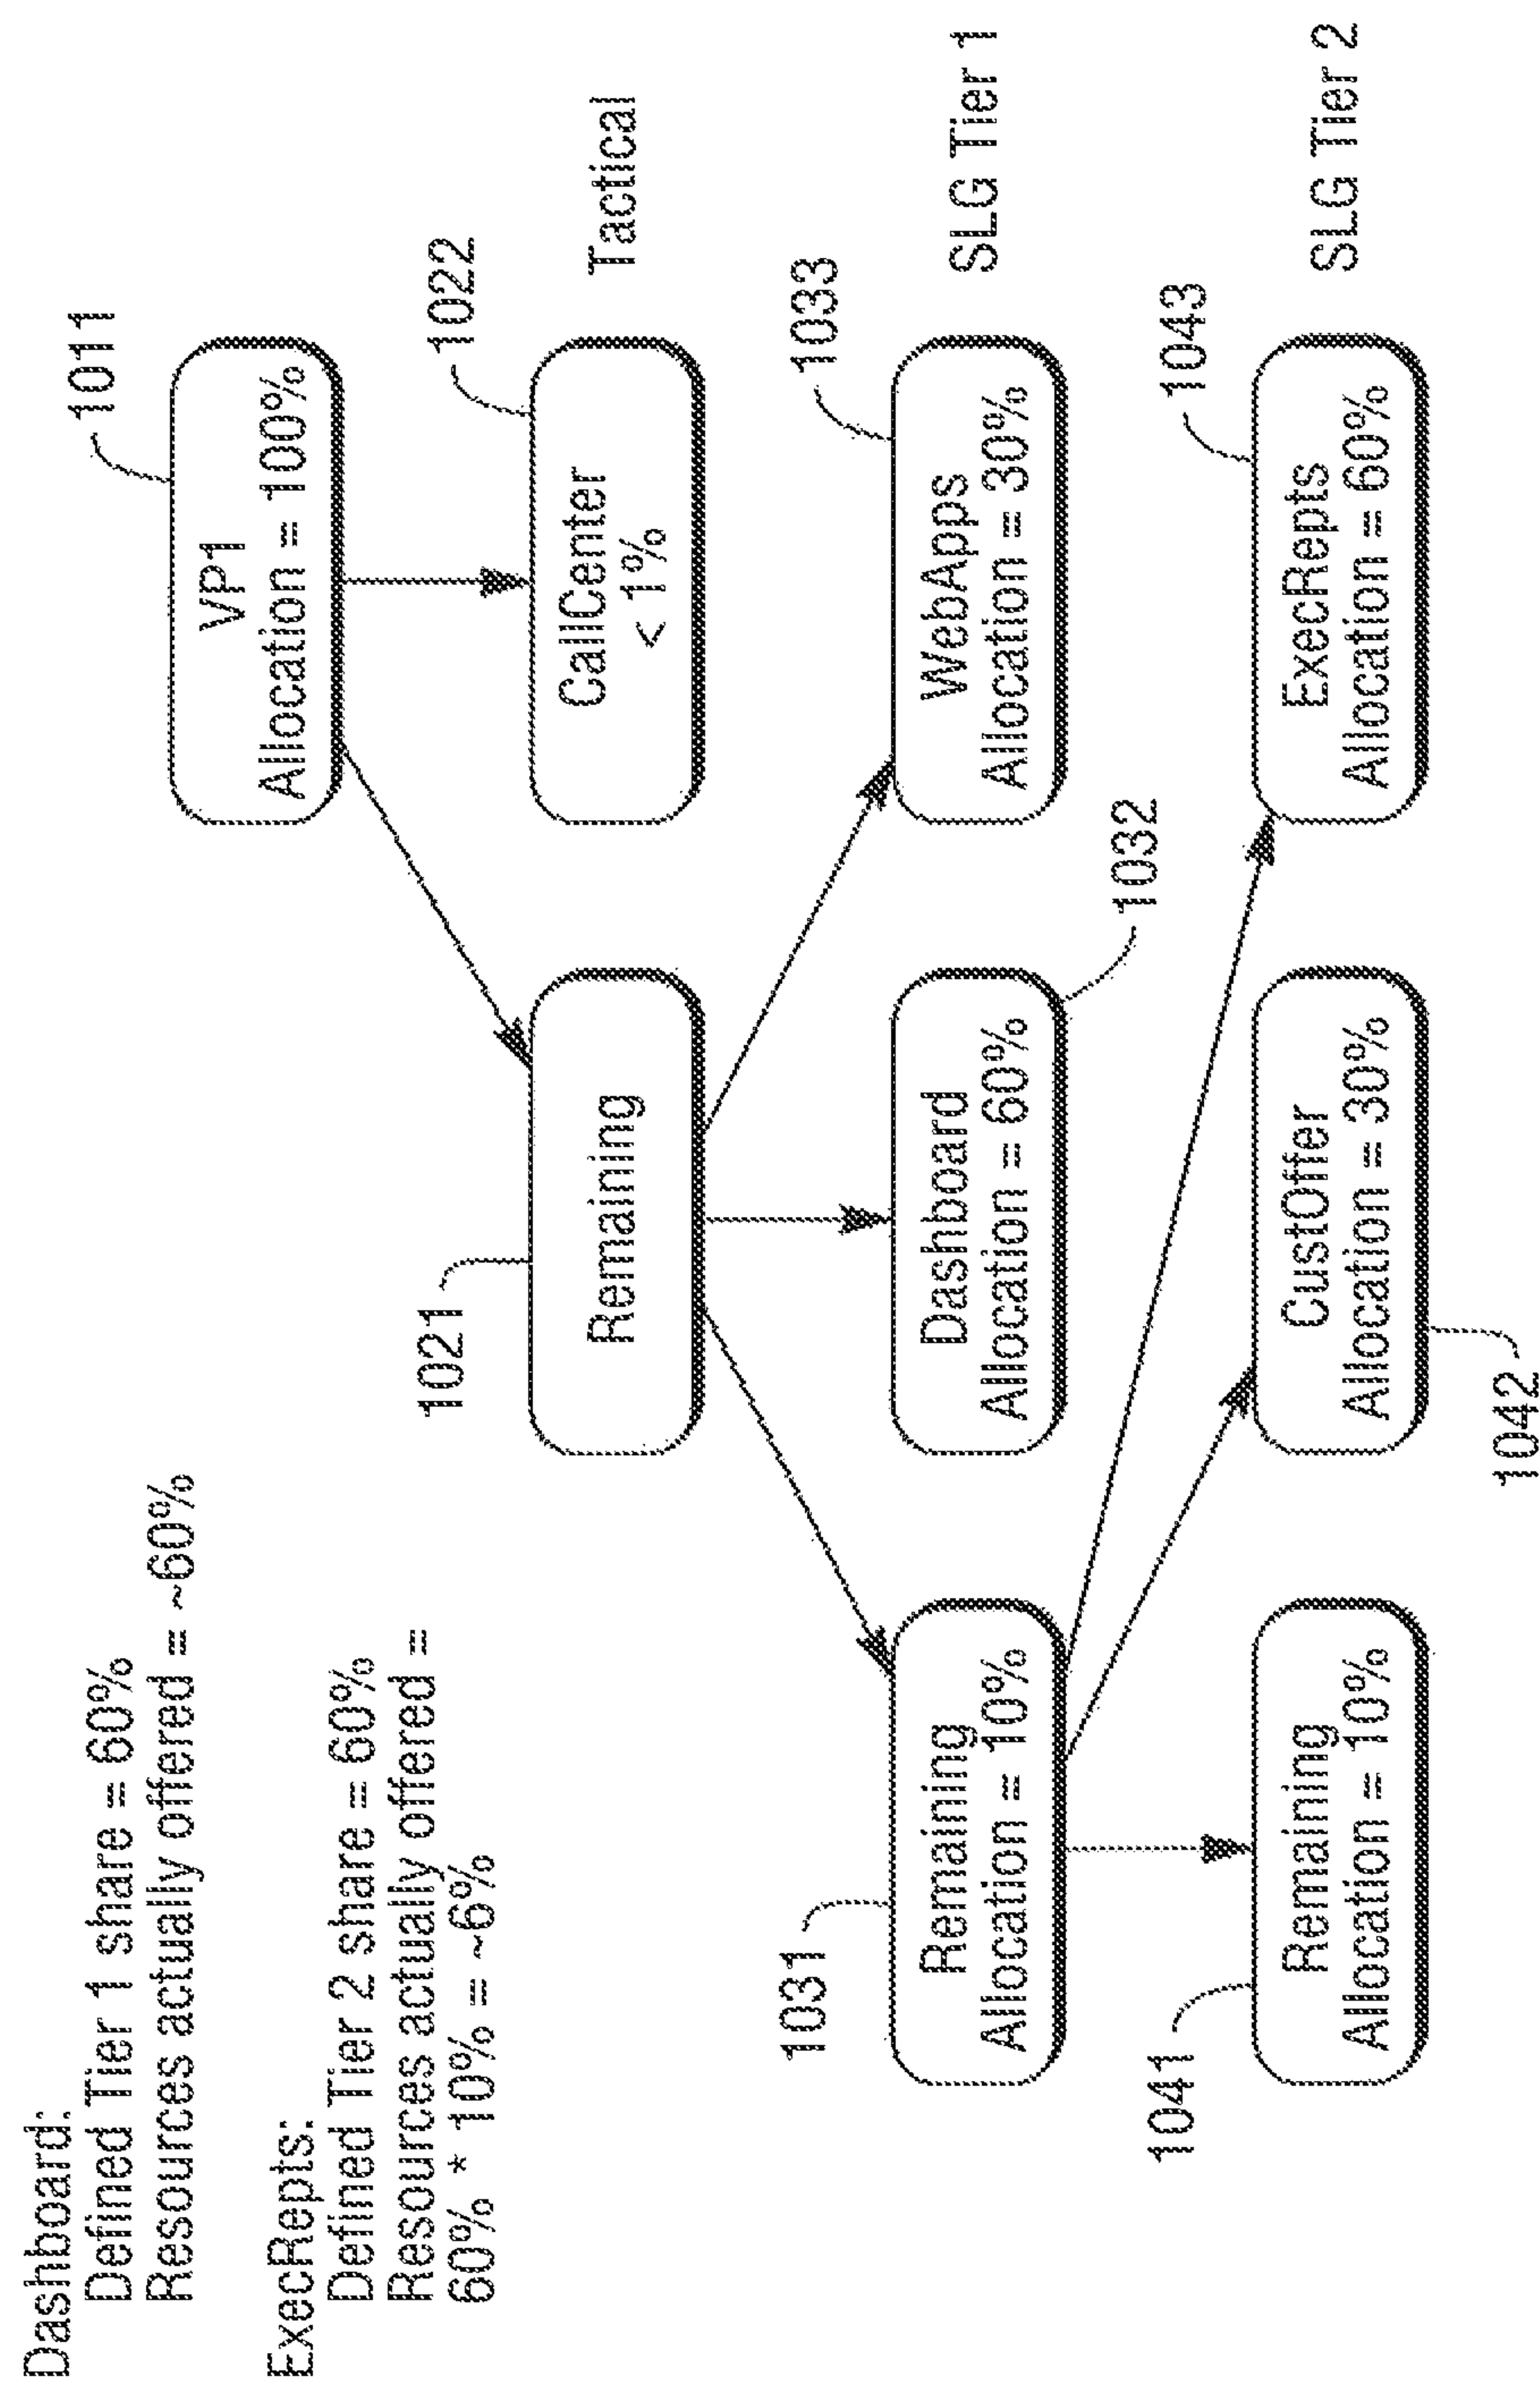 Dashboard:
Defined Tier 1 share = 60%
Resources actually offered = ~60%
ExecRepts:
Defined Tier 2 share = 60%
Resources actually offered =
60% * 10% = ~6%
1011
VP1
Allocation = 100%
1021
Remaining
1022
CallCenter
< 1%
Tactical
1031
Remaining
Allocation = 10%
Dashboard
Allocation = 60%
1032
1033
WebApps
Allocation = 30%
SLG Tier 1
1041
Remaining
Allocation = 10%
CustOffer
Allocation = 30%
1042
1043
ExecRepts
Allocation = 60%
SLG Tier 2